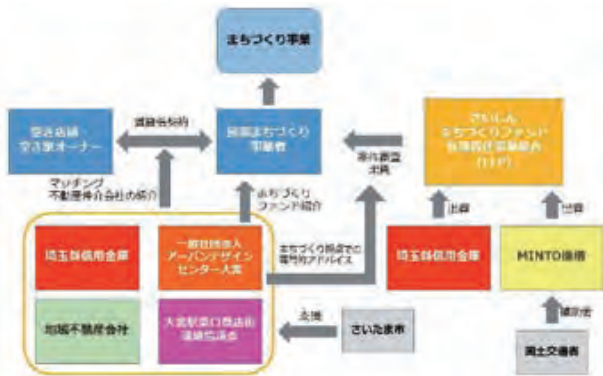 まちづくり事業
賃貸借契約
空き店舗・
空き家オーナー
民間まちづくり
事業者
さいしん
まちづくりファンド
有限責任事業組合
(LLP)
案件審査
出資
マッチング
不動産仲介会社の紹介
まちづくり
ファンド紹介
出資
出資
埼玉縣信用金庫
一般社団法人
アーバンデザイン
センター大宮
まちづくり視点での
専門的アドバイス
埼玉縣信用金庫
MINTO機構
地域不動産会社
大宮駅東口商店街
連絡協議会
支援
さいたま市
補助金
国土交通省